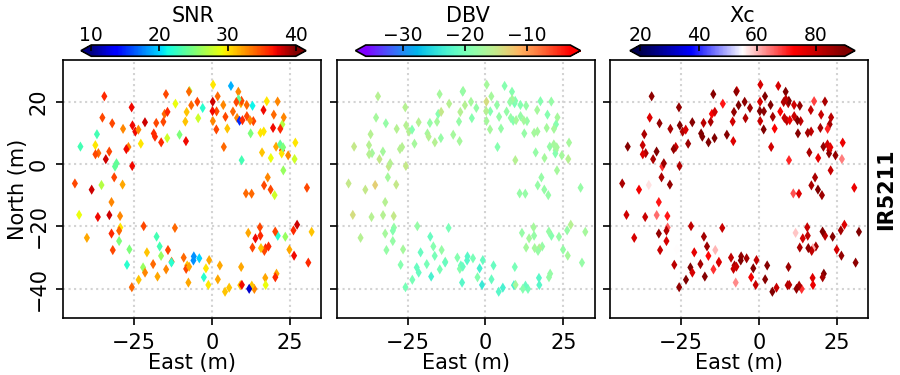 SNR DBV Xc
10 20 30 40 −30 −20 −10 20 40 60 80
North (m)
20
0
−20
−40
IR5211
−25 0 25 −25 0 25 −25 0 25
East (m) East (m) East (m)